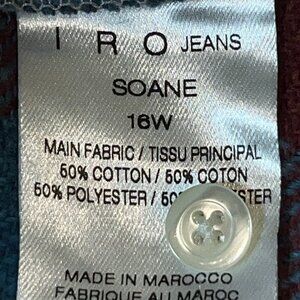 IRO JEANS
SOANE
16W
MAIN FABRIC / TISSU PRINCIPAL
50% COTTON / 50% COTON
50% POLYESTER / 50
MADE IN MAROCCO
FABRIQUE AU MAROC